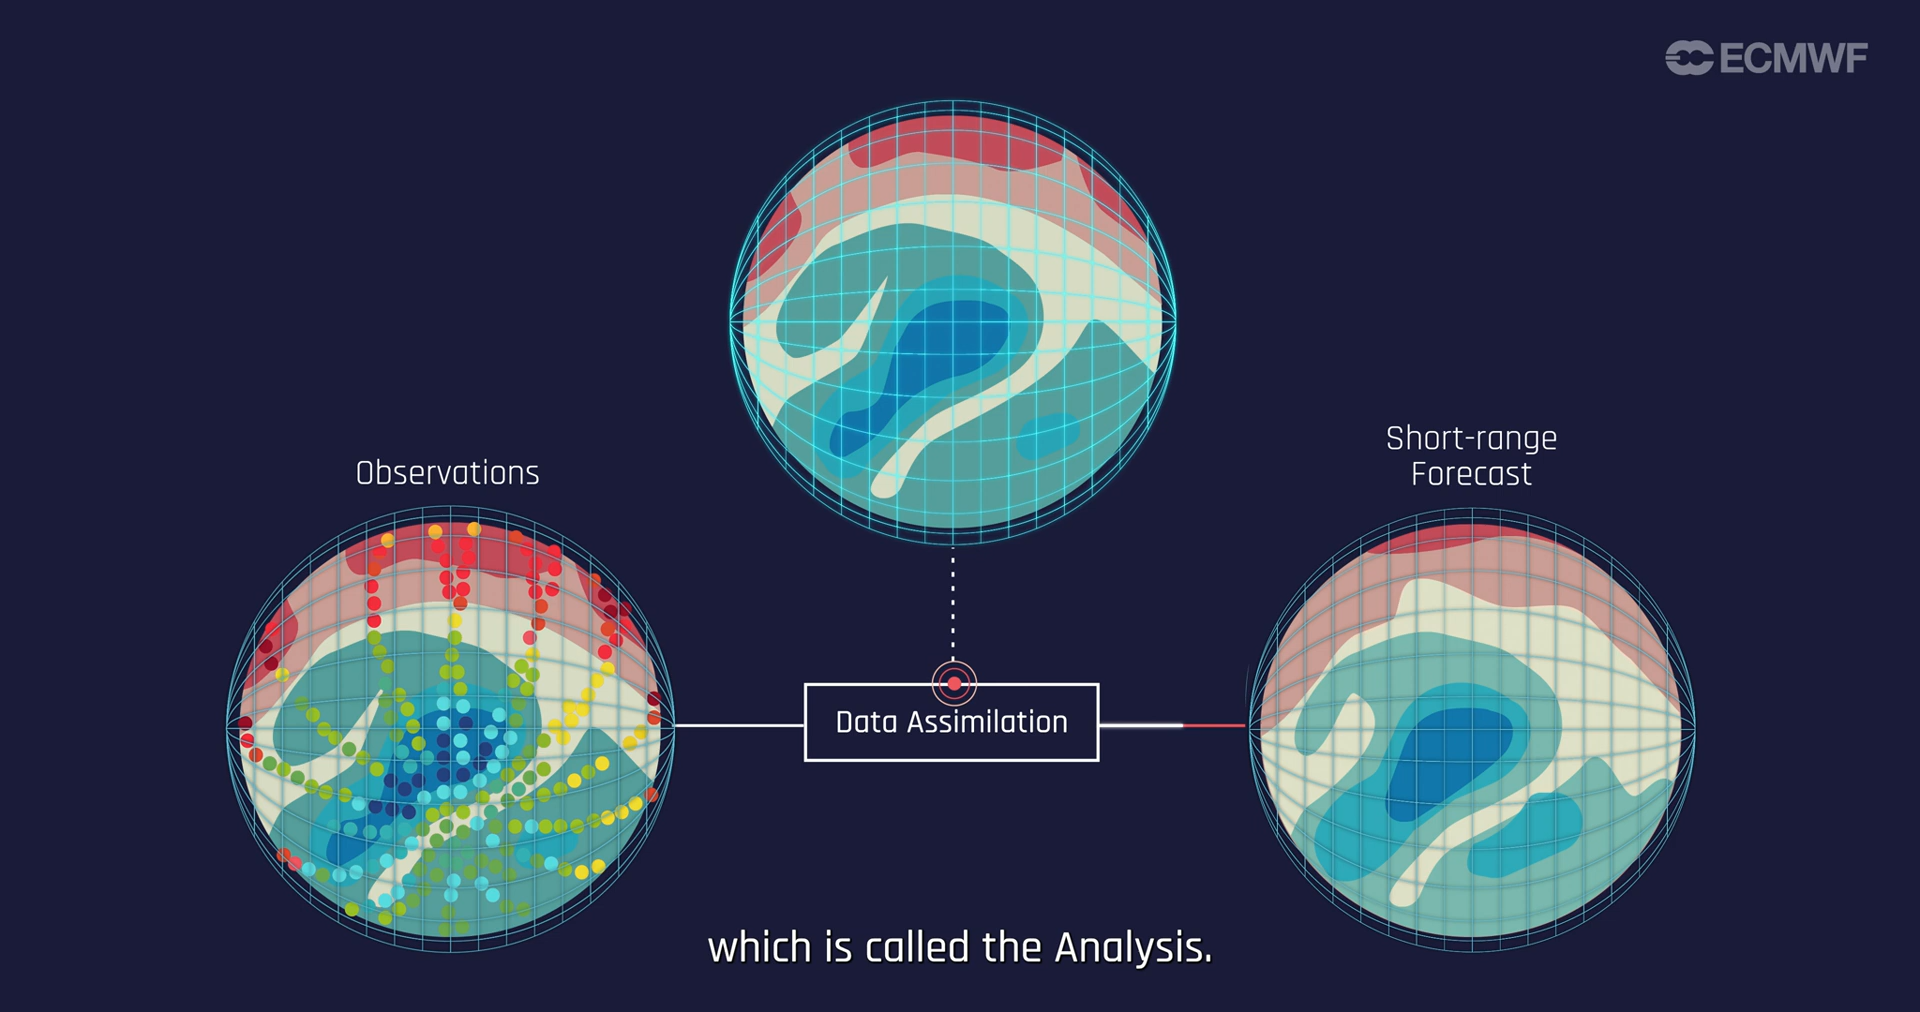 ECMWF
Observations
Short-range
Forecast
Data Assimilation
which is called the Analysis.